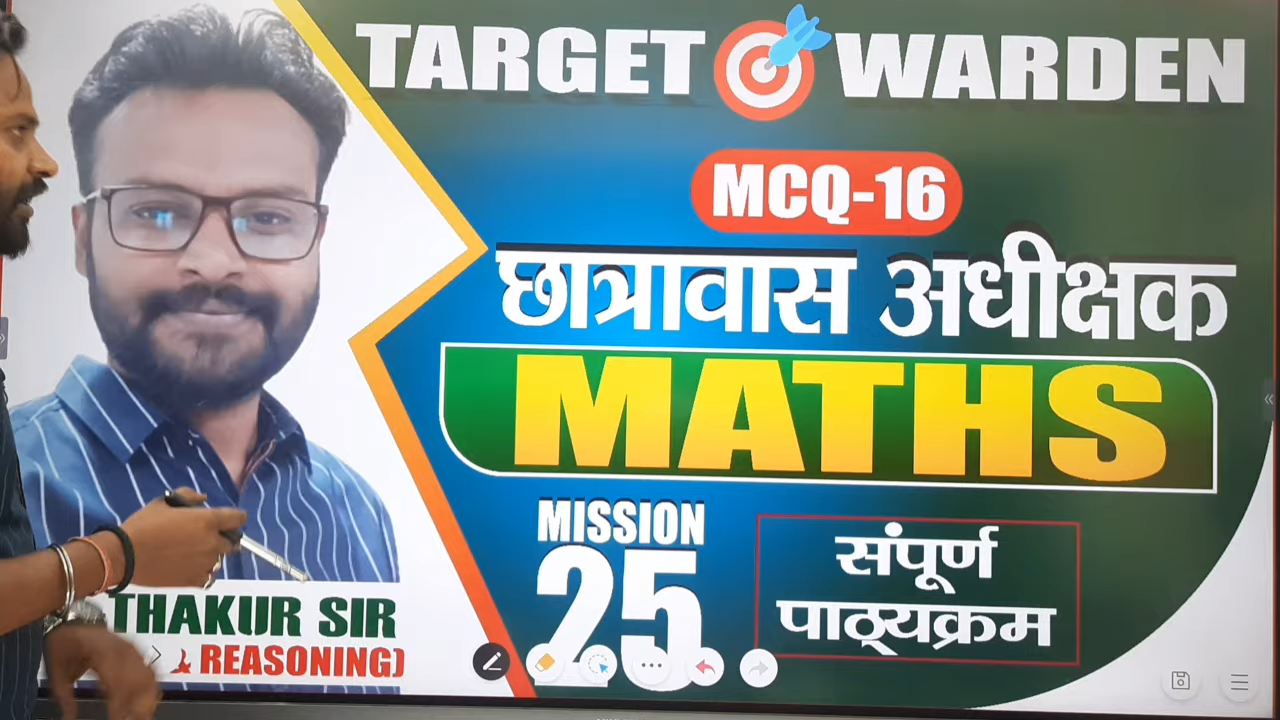 TARGET WARDEN
MCQ-16
छात्रावास अधीक्षक
MATHS
MISSION
25
संपूर्ण
पाठ्यक्रम
THAKUR SIR
& REASONING)